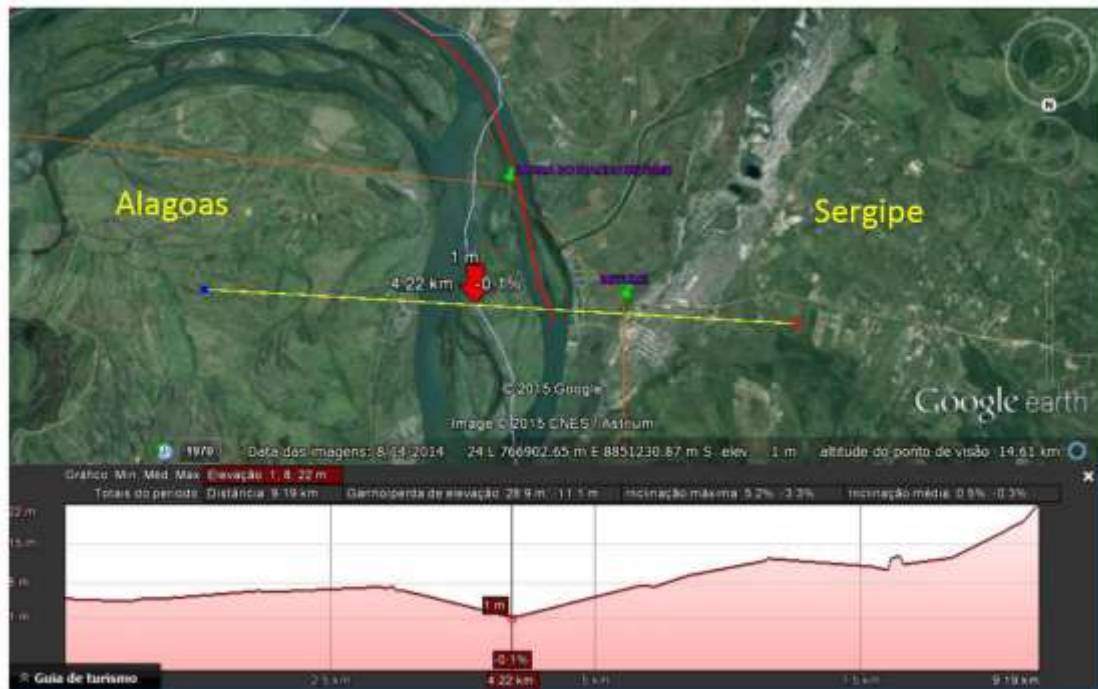 N
Alagoas
Sergipe
1 m
4.22 km -0.1%
© 2015 Google
Image © 2015 CNES / Astrium
Google earth
1970 Data das imagens: 8/14/2014 24 L 766902.65 m E 8851230.87 m S elev 1 m altitude do ponto de visão 14.61 km
Gráfico Min Méd Max Elevação 1, 8, 22 m
Totais do período Distância 9.19 km Ganho/perda de elevação 28.9 m -11.1 m Inclinação máxima 5.2% -3.3% Inclinação média 0.5% -0.3%
22 m
15 m
1 m
1 m
-0.1%
Guia de turismo
2.5 km 4.22 km 5 km 7.5 km 9.19 km